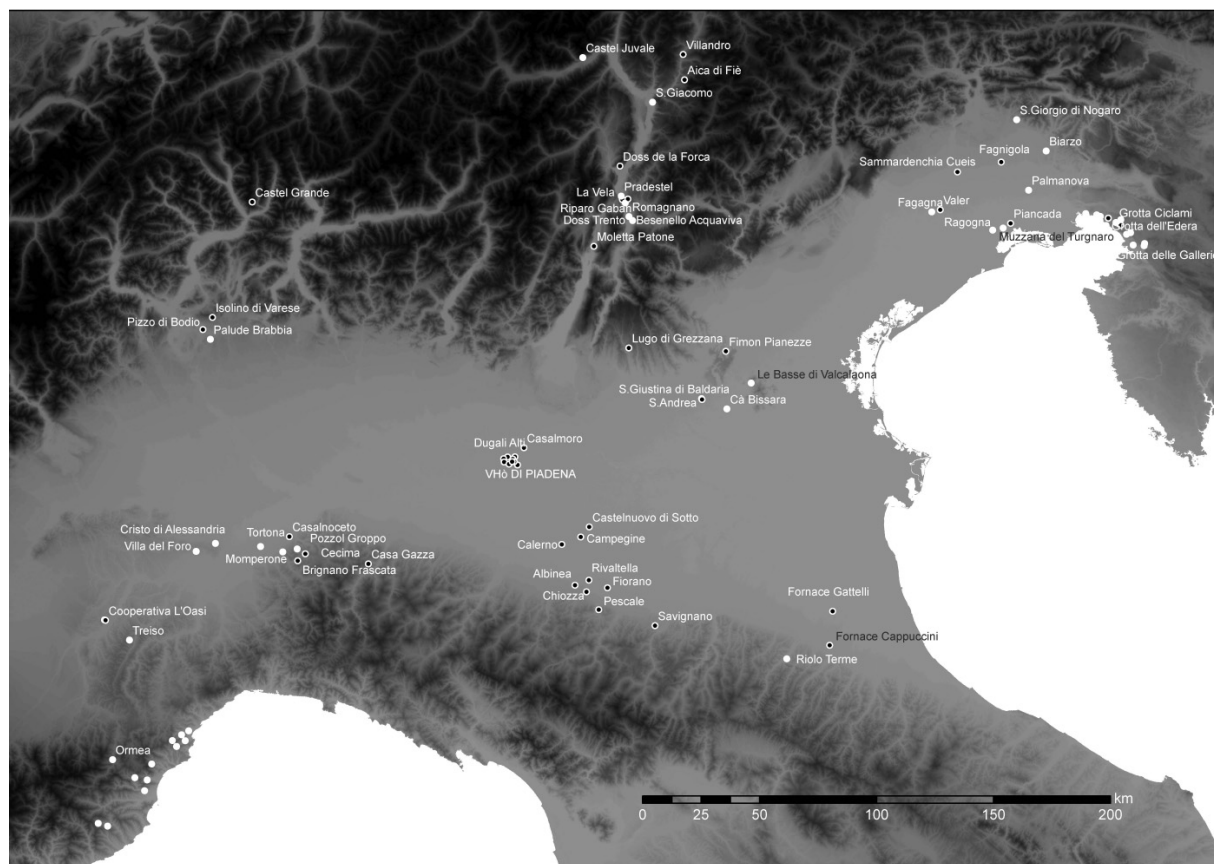 Castel Juvale
Villandro
Aica di Fiè
S.Giacomo
S.Giorgio di Nogaro
Biarzo
Fagnigola
Sammardenchia Cueis
Doss de la Forca
Palmanova
La Vela
Pradestel
Castel Grande
Riparo Gaban
Romagnano
Fagagna
Valer
Doss Trento
Besenello Acquaviva
Ragogna
Piancada
Grotta Ciclami
Grotta dell'Edera
Muzzana del Turgnaro
Moletta Patone
Grotta delle Gallerie
Isolino di Varese
Pizzo di Bodio
Palude Brabbia
Lugo di Grezzana
Fimon Pianezze
Le Basse di Valcalaona
S.Giustina di Baldaria
S.Andrea
Cà Bissara
Dugali Alti
Casalmoro
VHò DI PIADENA
Castelnuovo di Sotto
Cristo di Alessandria
Tortona
Casalnoceto
Pozzol Groppo
Campegine
Villa del Foro
Calerno
Momperone
Cecima
Casa Gazza
Brignano Frascata
Albinea
Rivaltella
Fiorano
Chiozza
Pescale
Fornace Gattelli
Cooperativa L'Oasi
Savignano
Treiso
Fornace Cappuccini
Riolo Terme
Ormea
km
0 25 50 100 150 200